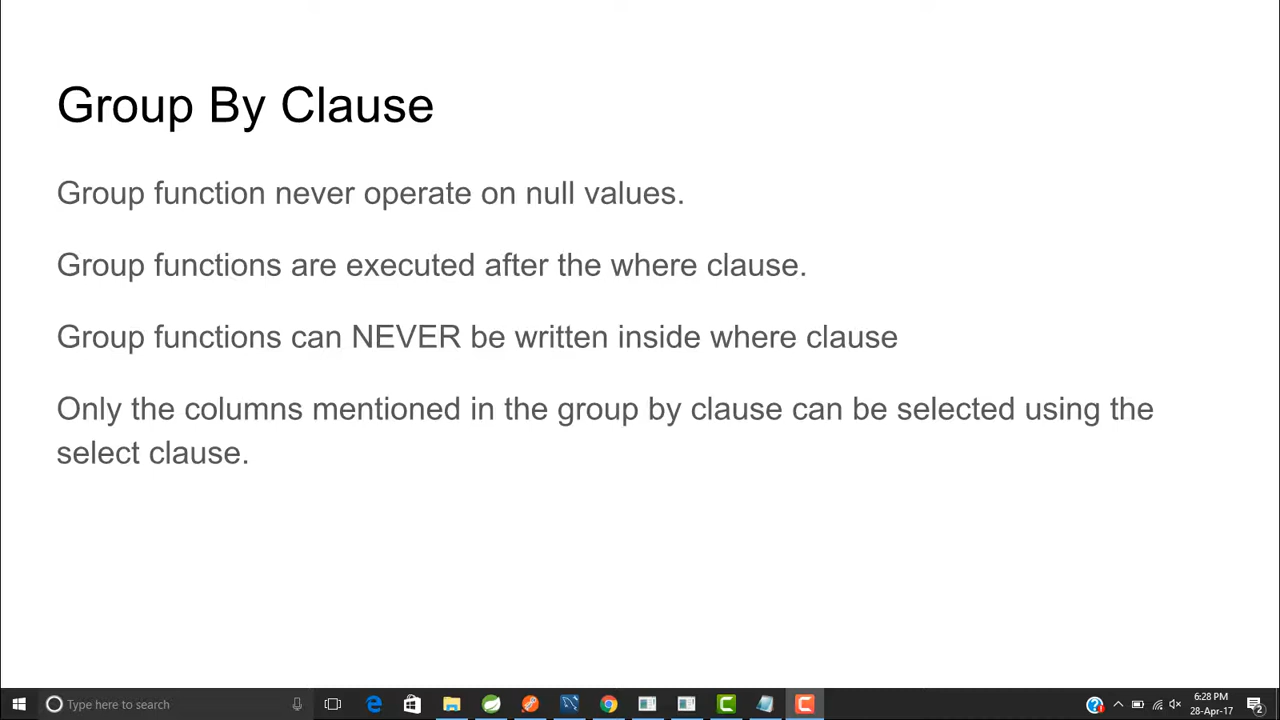 Group By Clause
Group function never operate on null values.
Group functions are executed after the where clause.
Group functions can NEVER be written inside where clause
Only the columns mentioned in the group by clause can be selected using the
select clause.
Type here to search
6:28 PM
28-Apr-17
2